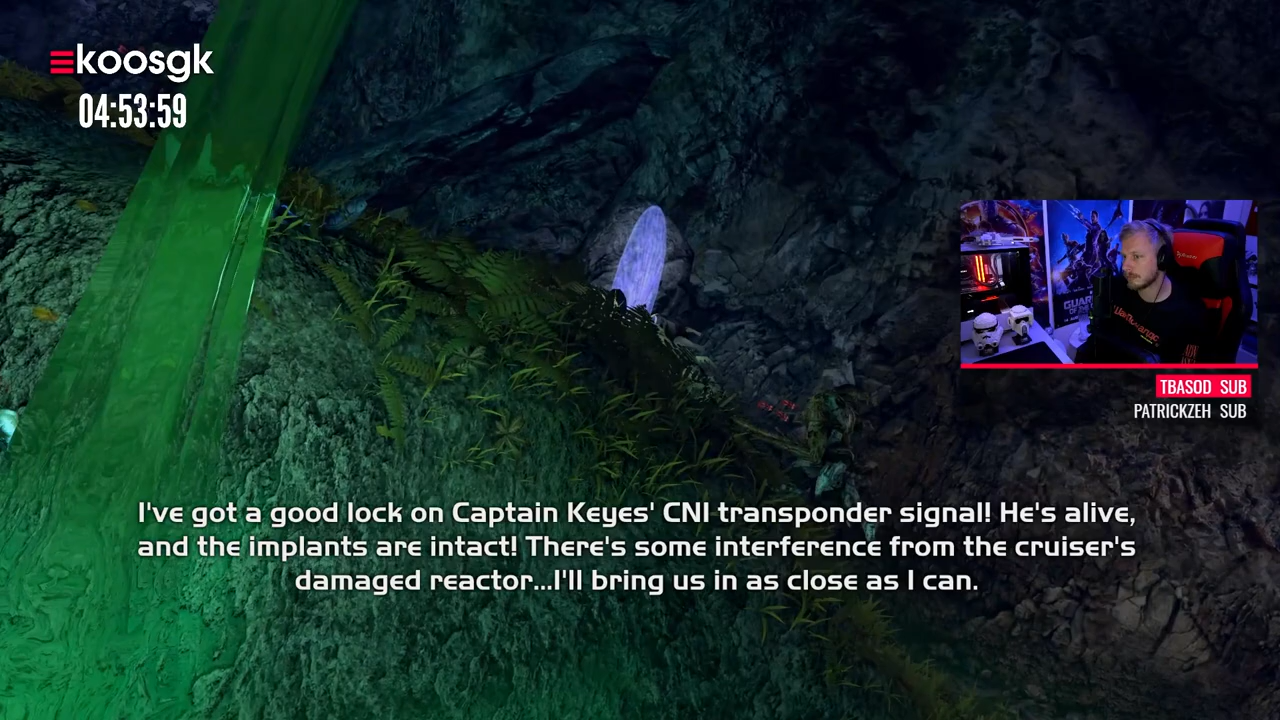 koosgk
04:53:59
GUAR
TBASOD SUB
PATRICKZEH SUB
I've got a good lock on Captain Keyes' CNI transponder signal! He's alive,
and the implants are intact! There's some interference from the cruiser's
damaged reactor...I'll bring us in as close as I can.